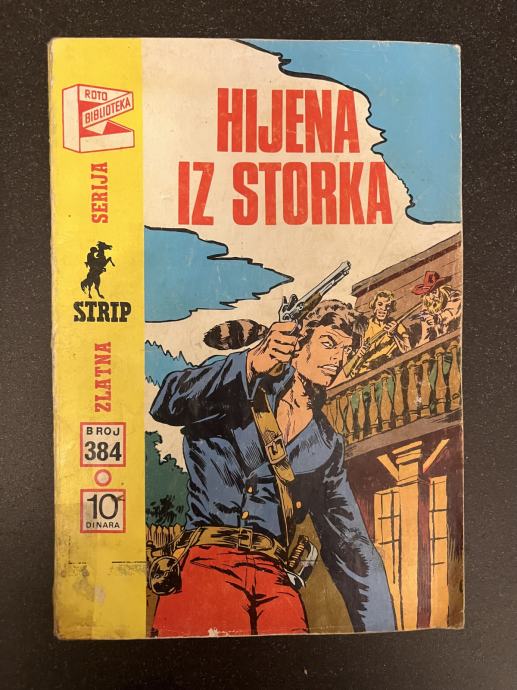 ROTO
BIBLIOTEKA
HIJENA
IZ STORKA
ZLATNA SERIJA
STRIP
BROJ
384
10
DINARA